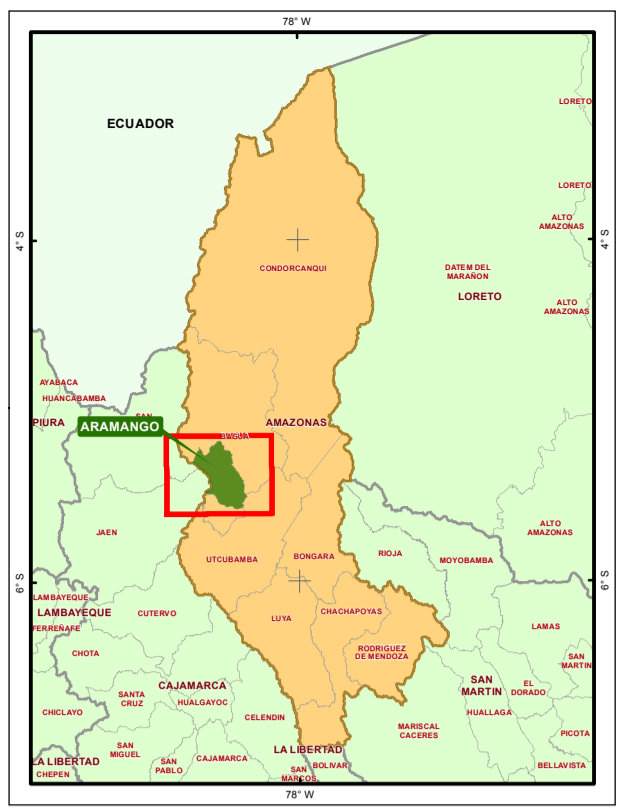 78° W
LORETO
ECUADOR
LORETO
ALTO
AMAZONAS
4° S
4° S
CONDORCANQUI
DATEM DEL
MARAÑON
LORETO
ALTO
AMAZONAS
AYABACA
HUANCABAMBA
SAN
PIURA
ARAMANGO
AMAZONAS
BAGUA
ALTO
AMAZONAS
JAEN
UTCUBAMBA
BONGARA
RIOJA
MOYOBAMBA
6° S
6° S
LAMBAYEQUE
LAMBAYEQUE
FERREÑAFE
CUTERVO
LUYA
CHACHAPOYAS
LAMAS
CHOTA
RODRIGUEZ
DE MENDOZA
SAN
MARTIN
CAJAMARCA
SAN
MARTIN
EL
DORADO
SANTA
CRUZ
HUALGAYOC
CHICLAYO
CELENDIN
HUALLAGA
MARISCAL
CACERES
PICOTA
SAN
MIGUEL
LA LIBERTAD
LA LIBERTAD
SAN
PABLO
CAJAMARCA
BOLIVAR
BELLAVISTA
CHEPEN
SAN
MARCOS
78° W